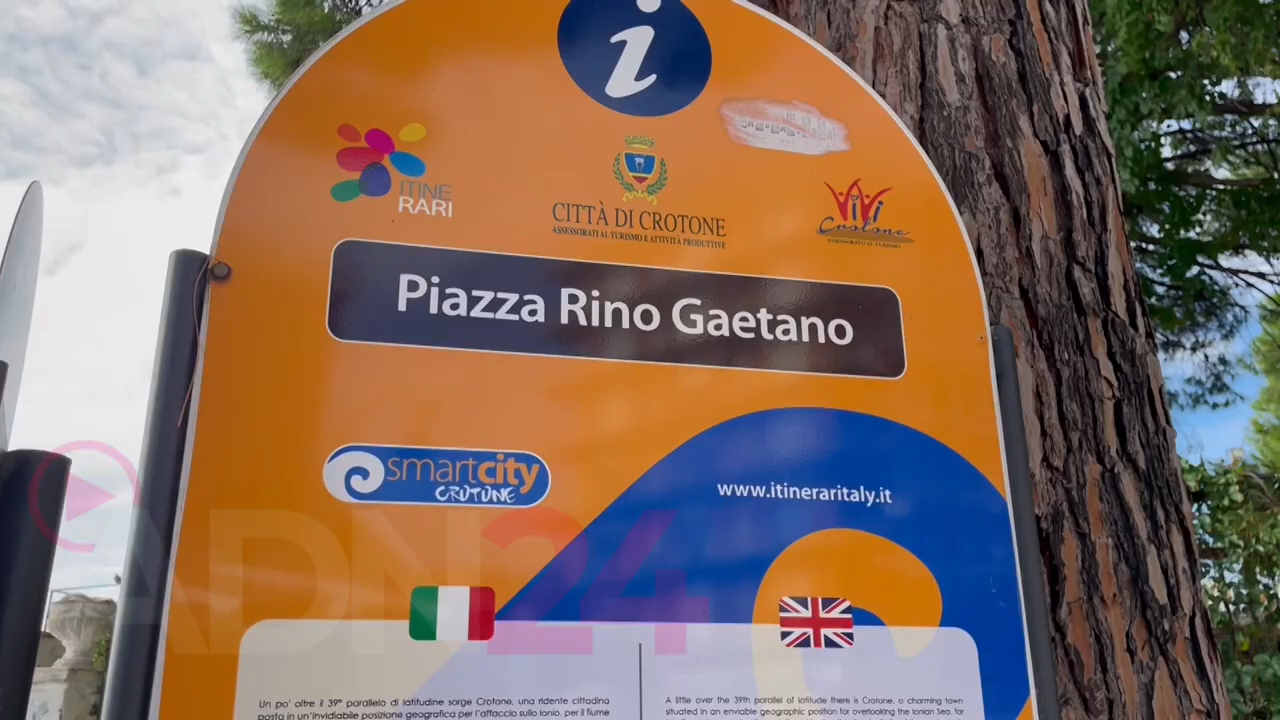 i
ITINE
RARI
CITTÀ DI CROTONE
ASSESSORATI AL TURISMO E ATTIVITÀ PRODUTTIVE
ViVi
Crotone
ASSESSORATO AL TURISMO
Piazza Rino Gaetano
smartcity
CROTONE
www.itineraritaly.it
ADN24
Un po' oltre il 39° parallelo di latitudine sorge Crotone, una ridente cittadina
posta in un'invidiabile posizione geografica per l'affaccio sullo Ionio, per il fiume
A little over the 39th parallel of latitude there is Crotone, a charming town
situated in an enviable geographic position for overlooking the Ionian Sea, for